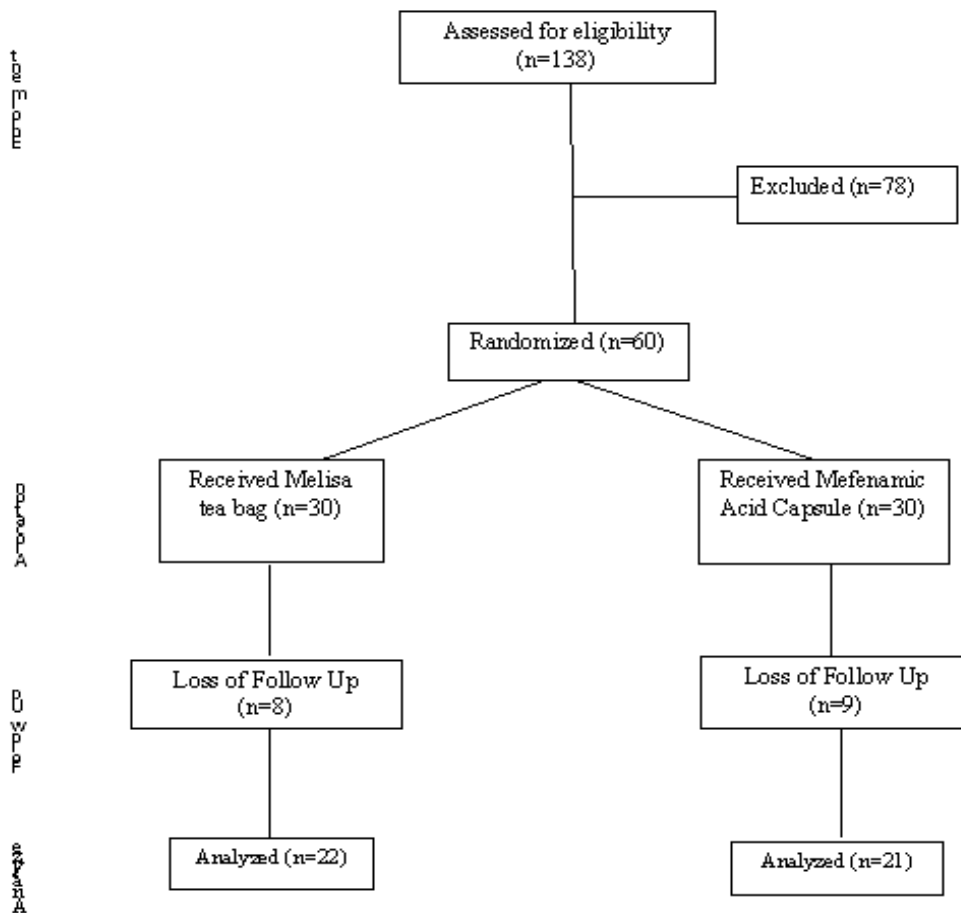 Assessed for eligibility
(n=138)
Excluded (n=78)
Randomized (n=60)
Received Melisa
tea bag (n=30)
Received Mefenamic
Acid Capsule (n=30)
Loss of Follow Up
(n=8)
Loss of Follow Up
(n=9)
Analyzed (n=22)
Analyzed (n=21)